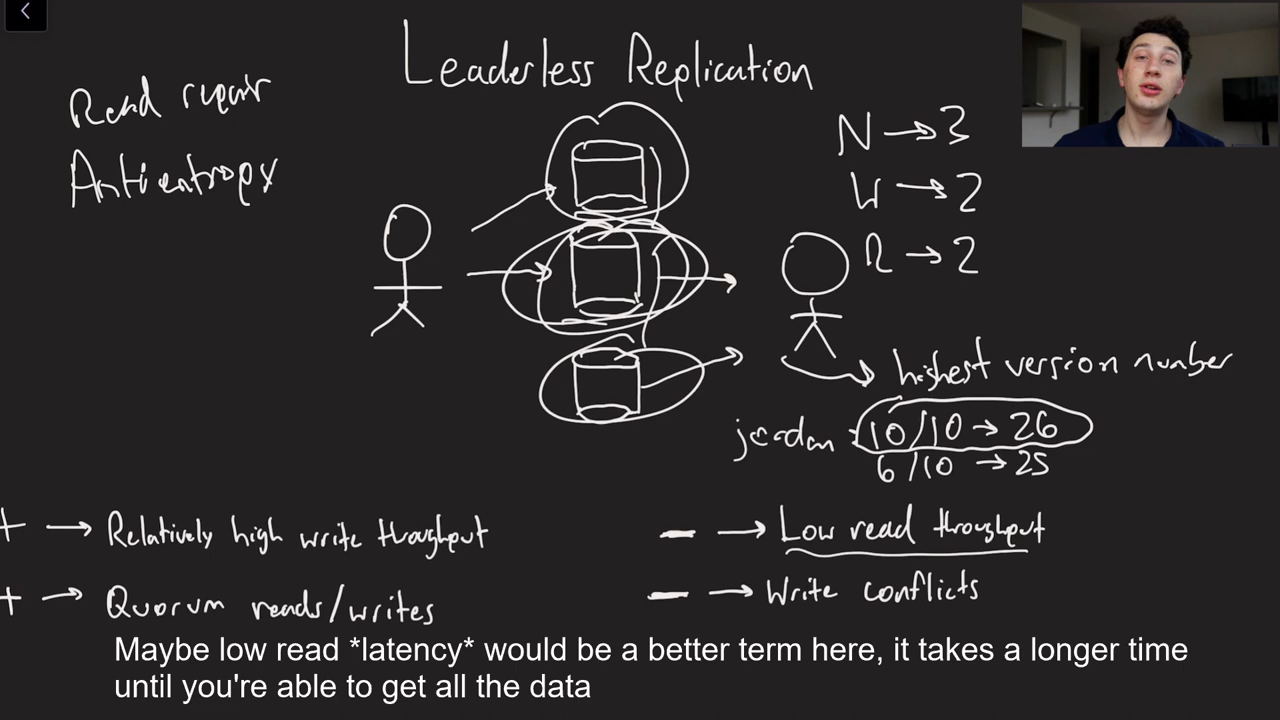 Leaderless Replication
Read repair
Antientropy
N → 3
W → 2
R → 2
highest version number
jordan: 10/10 → 26
6/10 → 25
+ → Relatively high write throughput
+ → Quorum reads/writes
- → Low read throughput
- → Write conflicts
Maybe low read *latency* would be a better term here, it takes a longer time
until you're able to get all the data